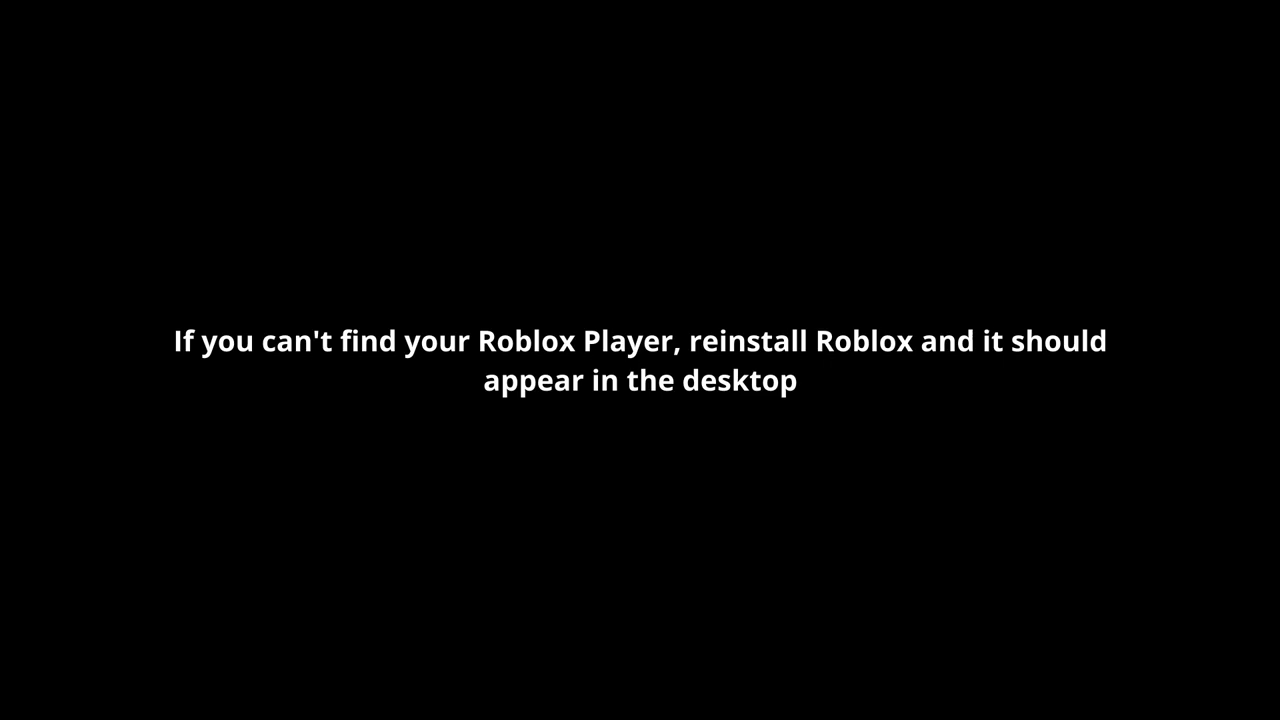 If you can't find your Roblox Player, reinstall Roblox and it should
appear in the desktop